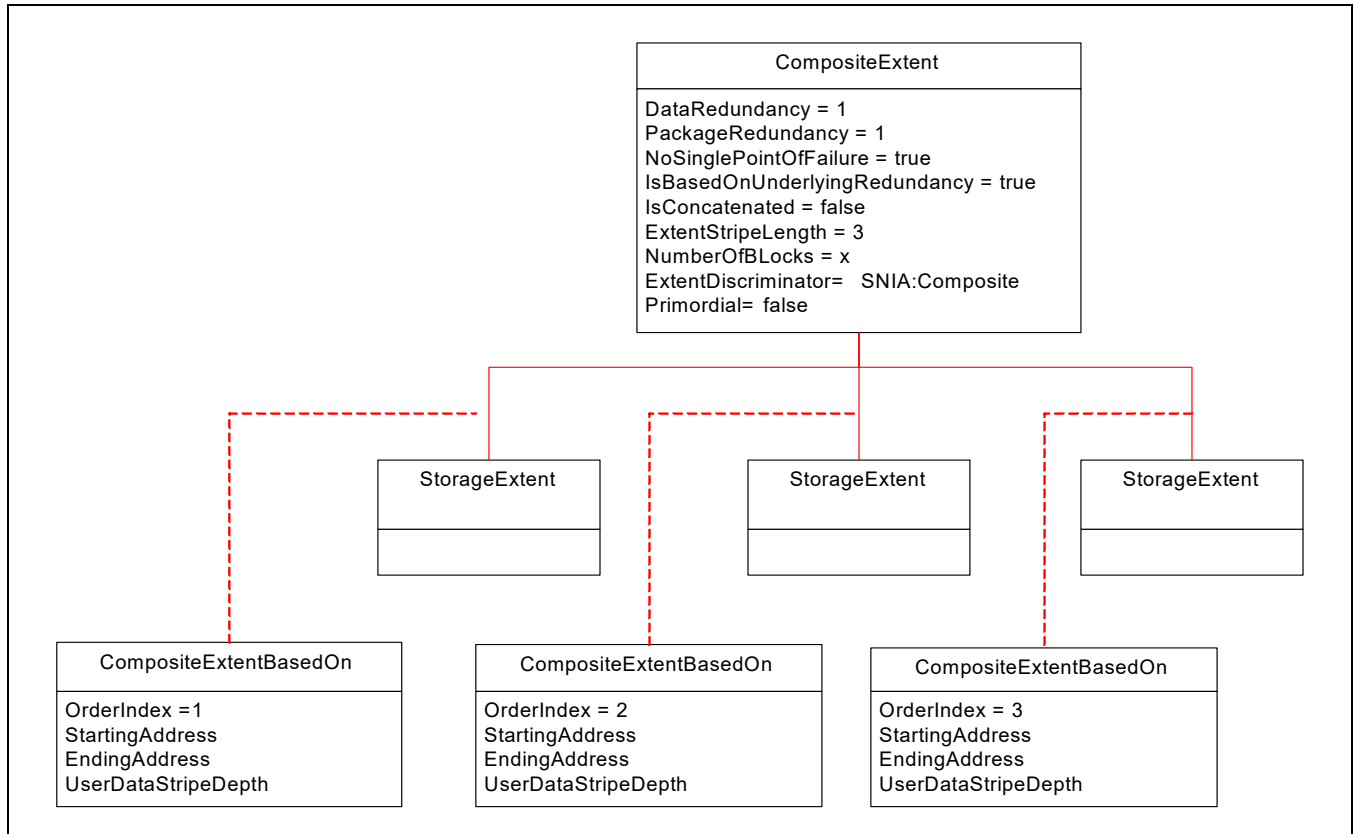 CompositeExtent
DataRedundancy = 1
PackageRedundancy = 1
NoSinglePointOfFailure = true
IsBasedOnUnderlyingRedundancy = true
IsConcatenated = false
ExtentStripeLength = 3
NumberOfBLocks = x
ExtentDiscriminator= SNIA:Composite
Primordial= false
StorageExtent
StorageExtent
StorageExtent
CompositeExtentBasedOn
OrderIndex =1
StartingAddress
EndingAddress
UserDataStripeDepth
CompositeExtentBasedOn
OrderIndex = 2
StartingAddress
EndingAddress
UserDataStripeDepth
CompositeExtentBasedOn
OrderIndex = 3
StartingAddress
EndingAddress
UserDataStripeDepth